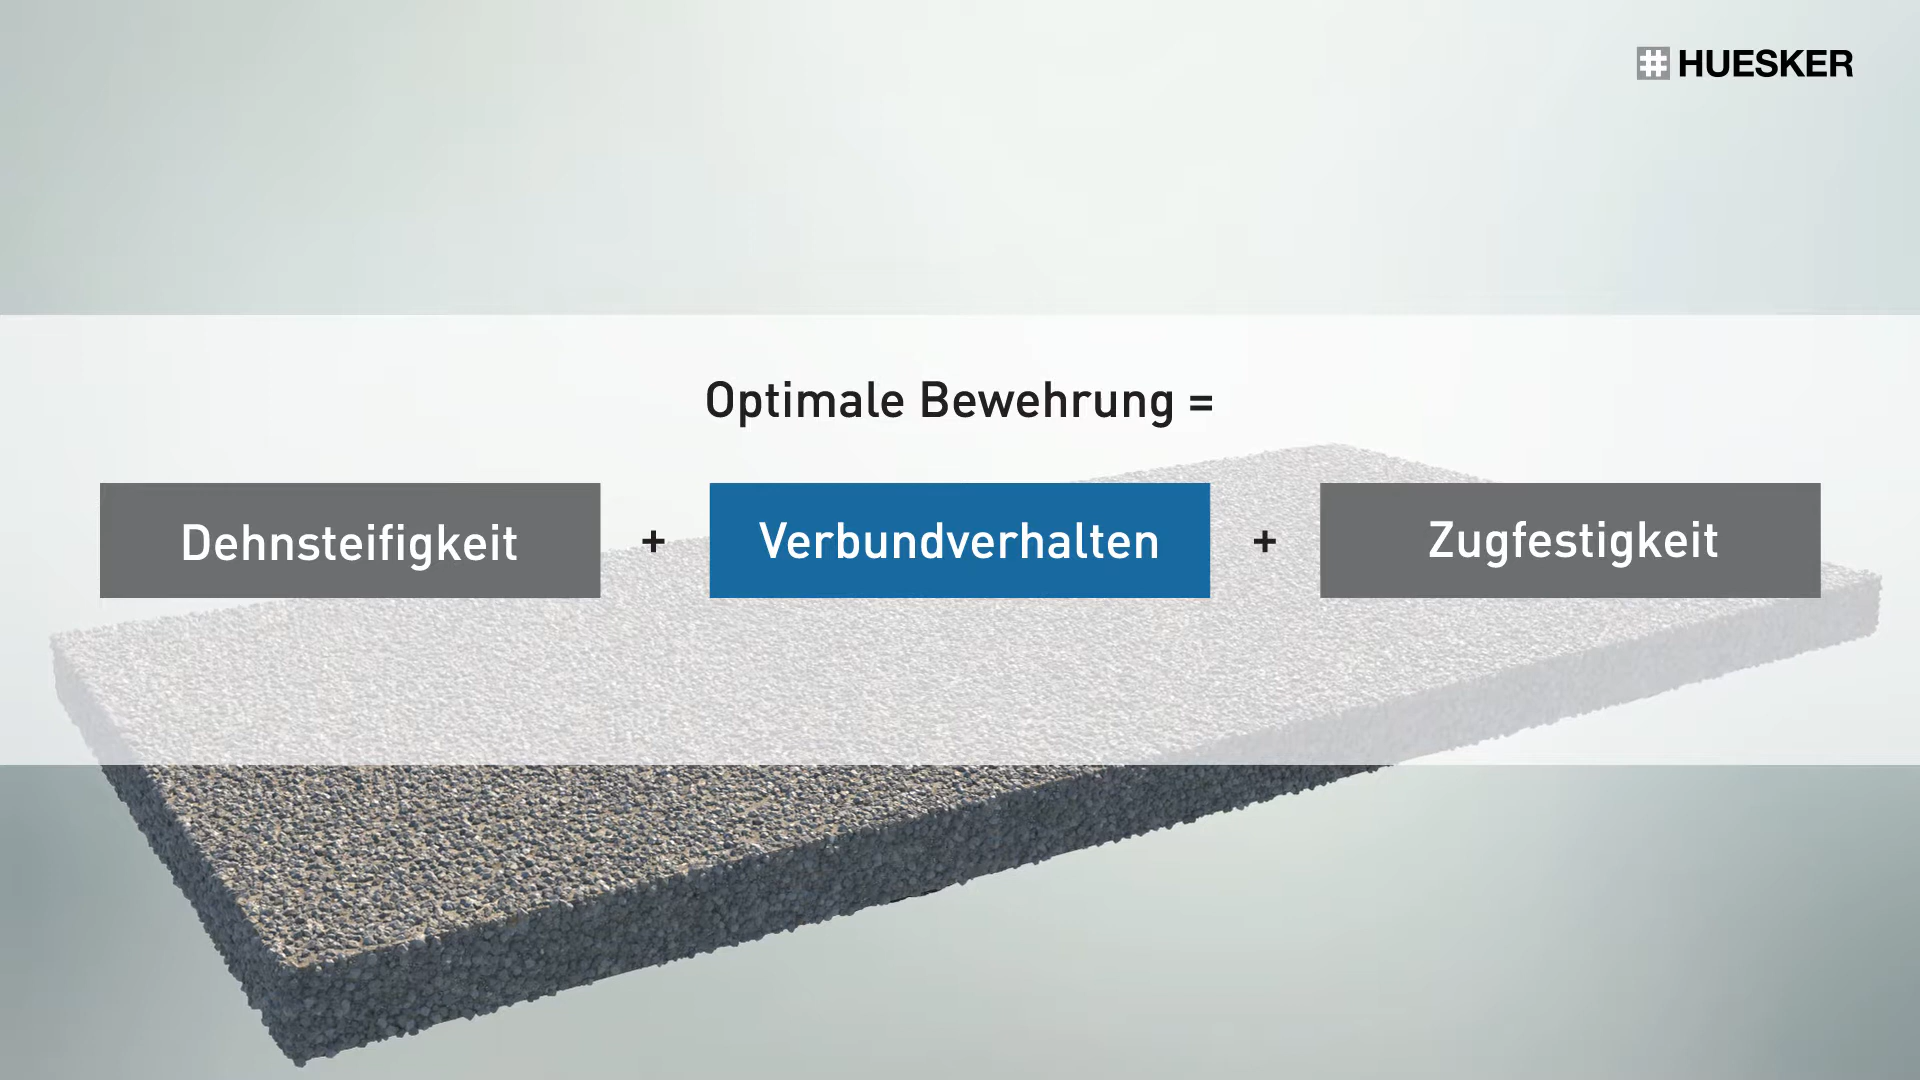 HUESKER
Optimale Bewehrung =
Dehnsteifigkeit + Verbundverhalten + Zugfestigkeit